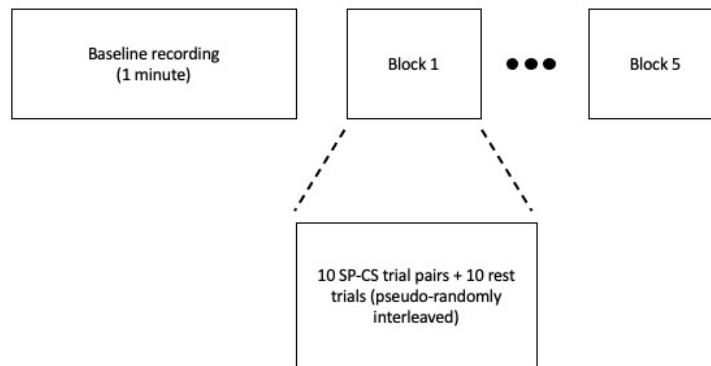 Baseline recording
(1 minute)
Block 1
Block 5
10 SP-CS trial pairs + 10 rest
trials (pseudo-randomly
interleaved)